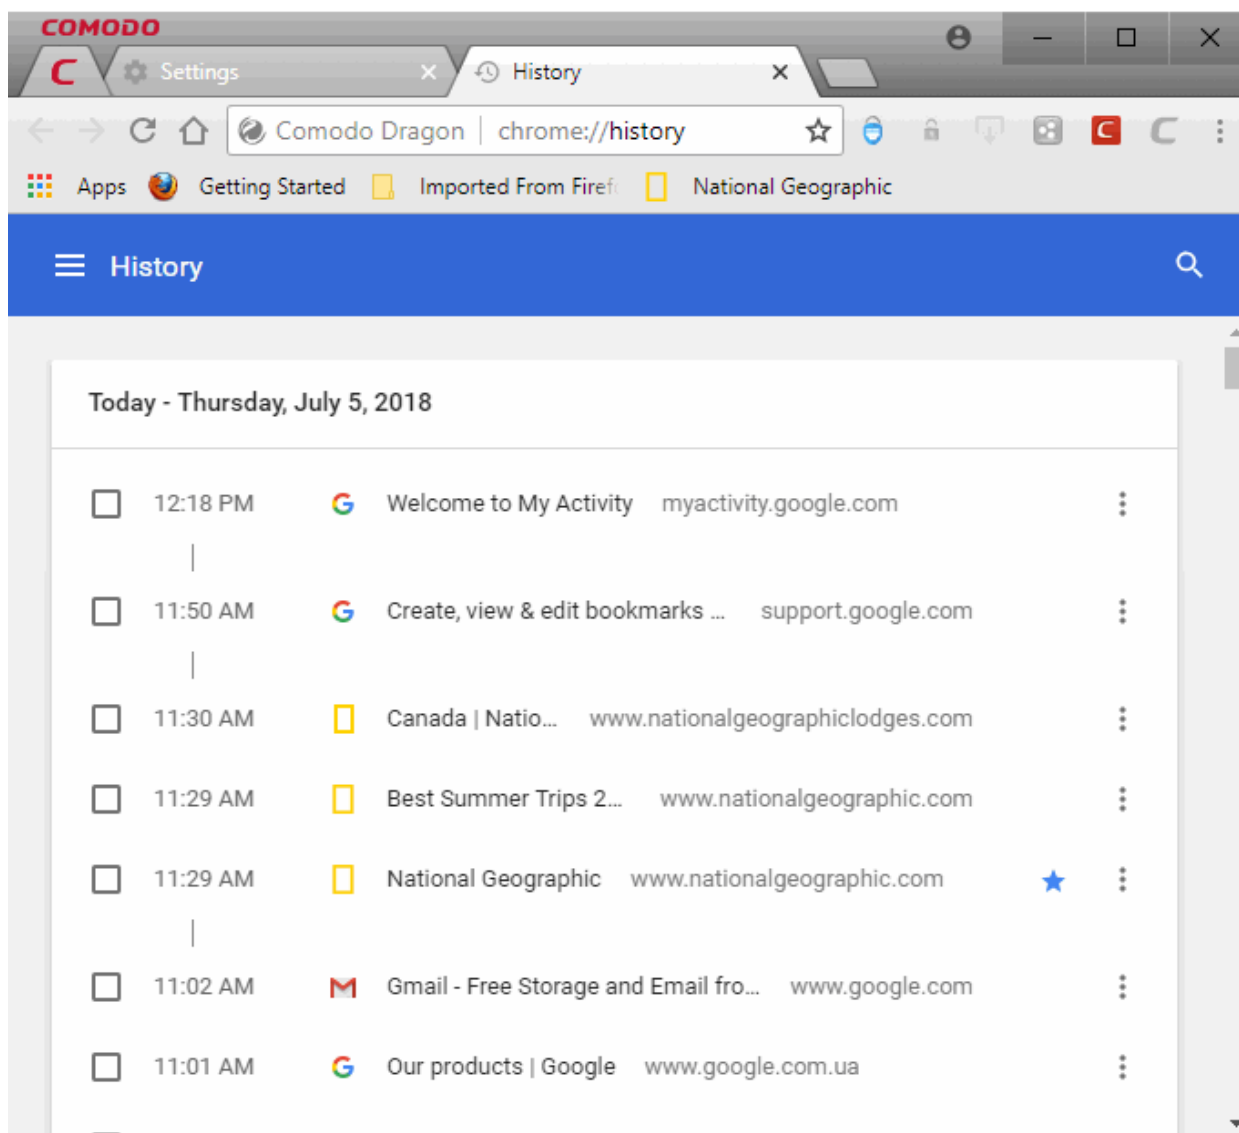 COMODO
Settings
History
Comodo Dragon | chrome://history
Apps Getting Started Imported From Firef National Geographic
History
Today - Thursday, July 5, 2018
12:18 PM Welcome to My Activity myactivity.google.com
11:50 AM Create, view & edit bookmarks ... support.google.com
11:30 AM Canada | Natio... www.nationalgeographiclodges.com
11:29 AM Best Summer Trips 2... www.nationalgeographic.com
11:29 AM National Geographic www.nationalgeographic.com
11:02 AM Gmail - Free Storage and Email fro... www.google.com
11:01 AM Our products | Google www.google.com.ua